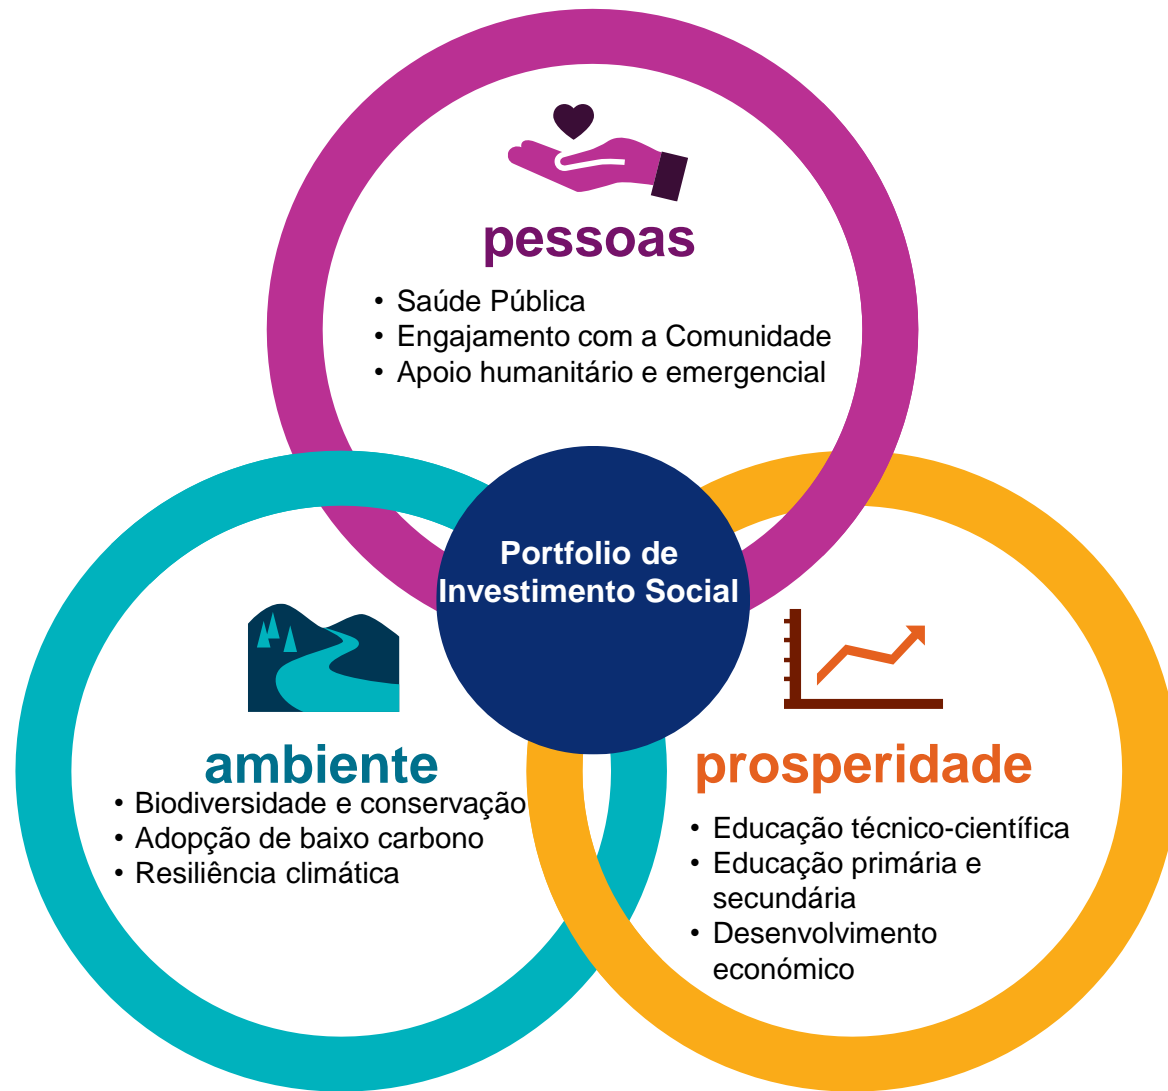 pessoas
• Saúde Pública
• Engajamento com a Comunidade
• Apoio humanitário e emergencial
Portfolio de
Investimento Social
ambiente
• Biodiversidade e conservação
• Adopção de baixo carbono
• Resiliência climática
prosperidade
• Educação técnico-científica
• Educação primária e
secundária
• Desenvolvimento
económico